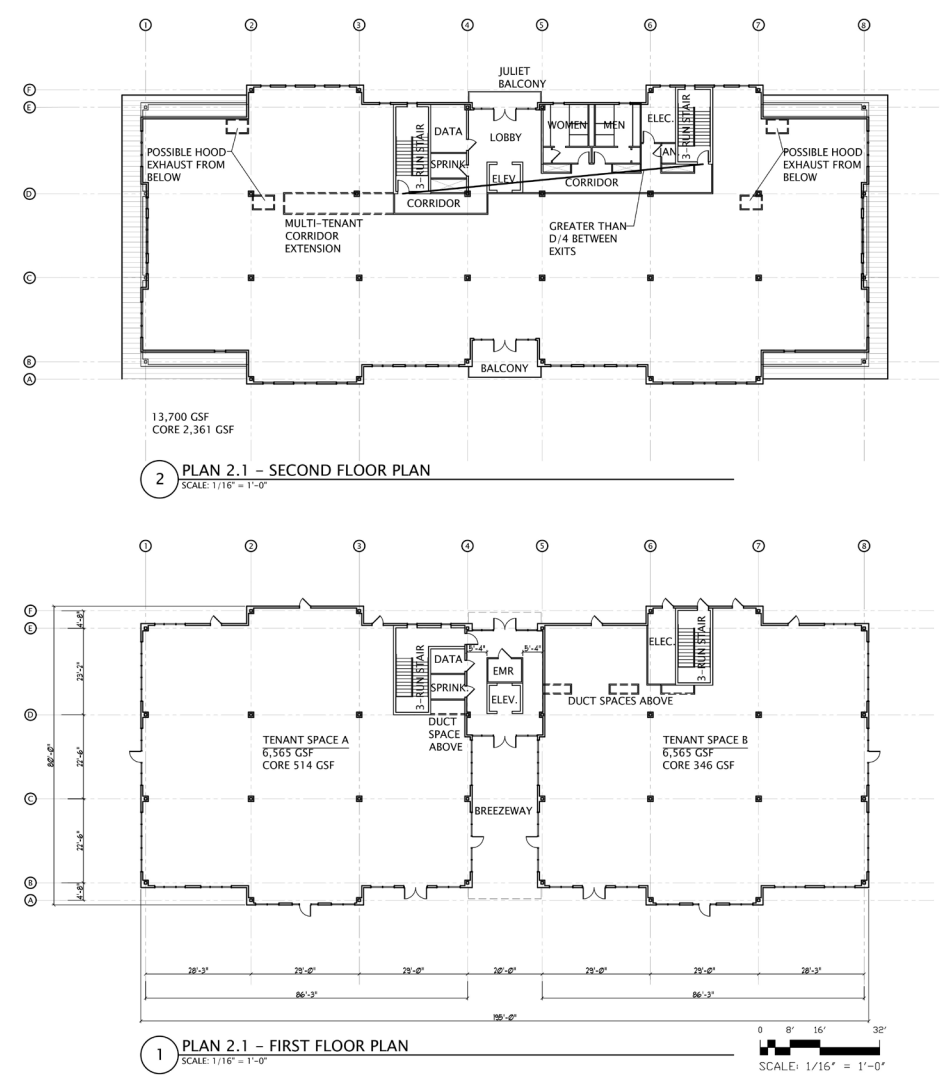 1 2 3 4 5 6 7 8
JULIET
BALCONY
F
E
WOMEN MEN ELEC.
DATA
LOBBY
3-RUN STAIR
3-RUN STAIR
JAN
POSSIBLE HOOD
EXHAUST FROM
BELOW
SPRINK.
ELEV.
POSSIBLE HOOD
EXHAUST FROM
BELOW
CORRIDOR
D
CORRIDOR
MULTI-TENANT
CORRIDOR
EXTENSION
GREATER THAN
D/4 BETWEEN
EXITS
C
B
BALCONY
A
13,700 GSF
CORE 2,361 GSF
2
PLAN 2.1 - SECOND FLOOR PLAN
SCALE: 1/16" = 1'-0"
1 2 3 4 5 6 7 8
F
4'-8"
E
ELEC.
3-RUN STAIR
3-RUN STAIR
5'-4" 5'-4"
DATA
EMR
23'-2"
SPRINK.
ELEV.
DUCT SPACES ABOVE
D
DUCT
SPACE
ABOVE
80'-0"
22'-6"
TENANT SPACE A
6,565 GSF
CORE 514 GSF
TENANT SPACE B
6,565 GSF
CORE 346 GSF
C
BREEZEWAY
22'-6"
B
4'-8"
A
28'-3" 29'-0" 29'-0" 20'-0" 29'-0" 29'-0" 28'-3"
86'-3" 86'-3"
195'-0"
1
PLAN 2.1 - FIRST FLOOR PLAN
SCALE: 1/16" = 1'-0"
0 8' 16' 32'
SCALE: 1/16" = 1'-0"